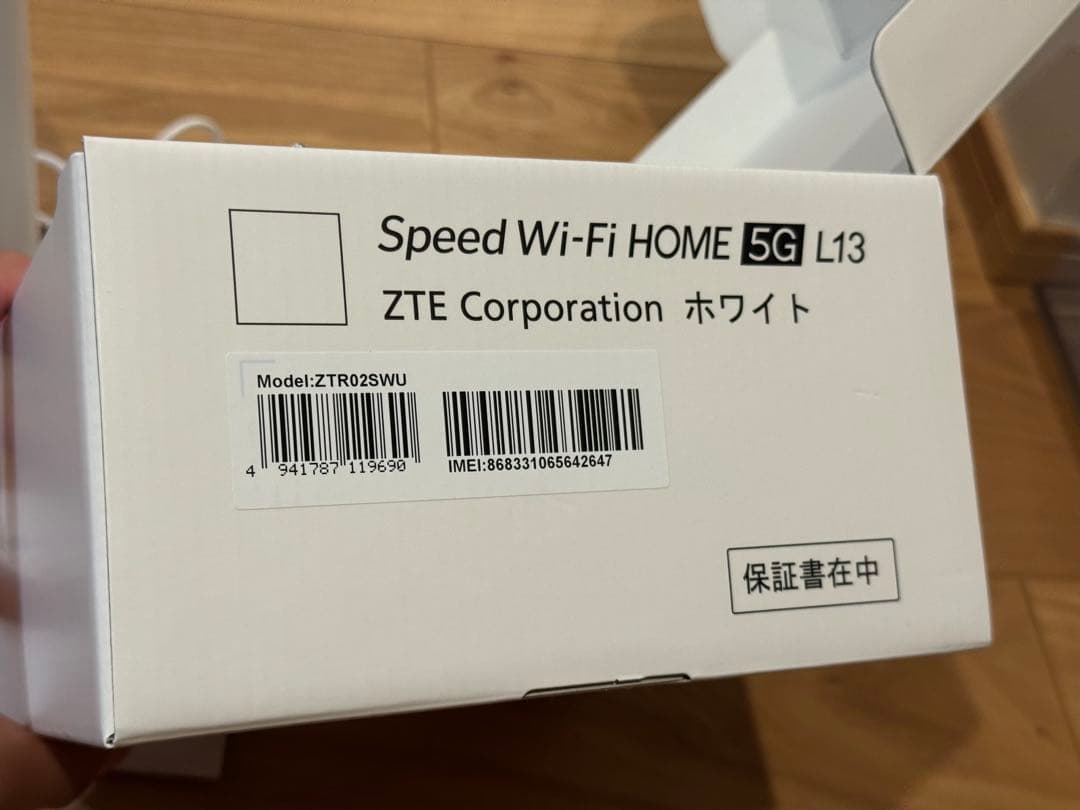 Speed Wi-Fi HOME 5G L13
ZTE Corporation ホワイト
Model:ZTR02SWU
4 941787 119690
IMEI:868331065642647
保証書在中